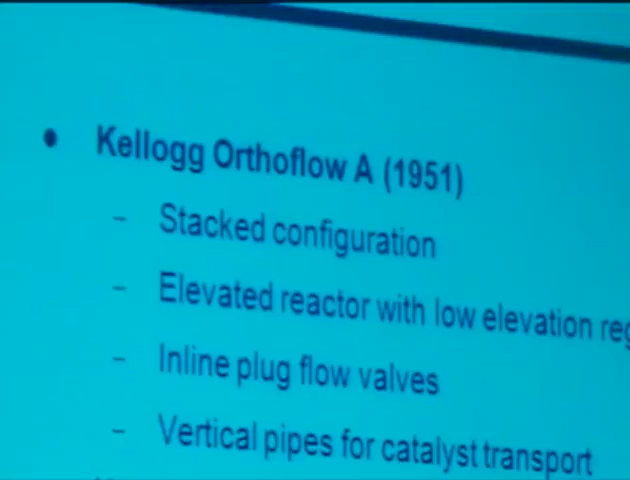 • Kellogg Orthoflow A (1951)
– Stacked configuration
– Elevated reactor with low elevation
– Inline plug flow valves
– Vertical pipes for catalyst transport